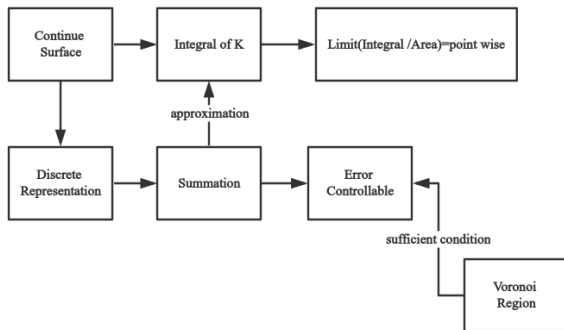 Continue
Surface
Integral of K
Limit(Integral /Area)=point wise
approximation
Discrete
Representation
Summation
Error
Controllable
sufficient condition
Voronoi
Region